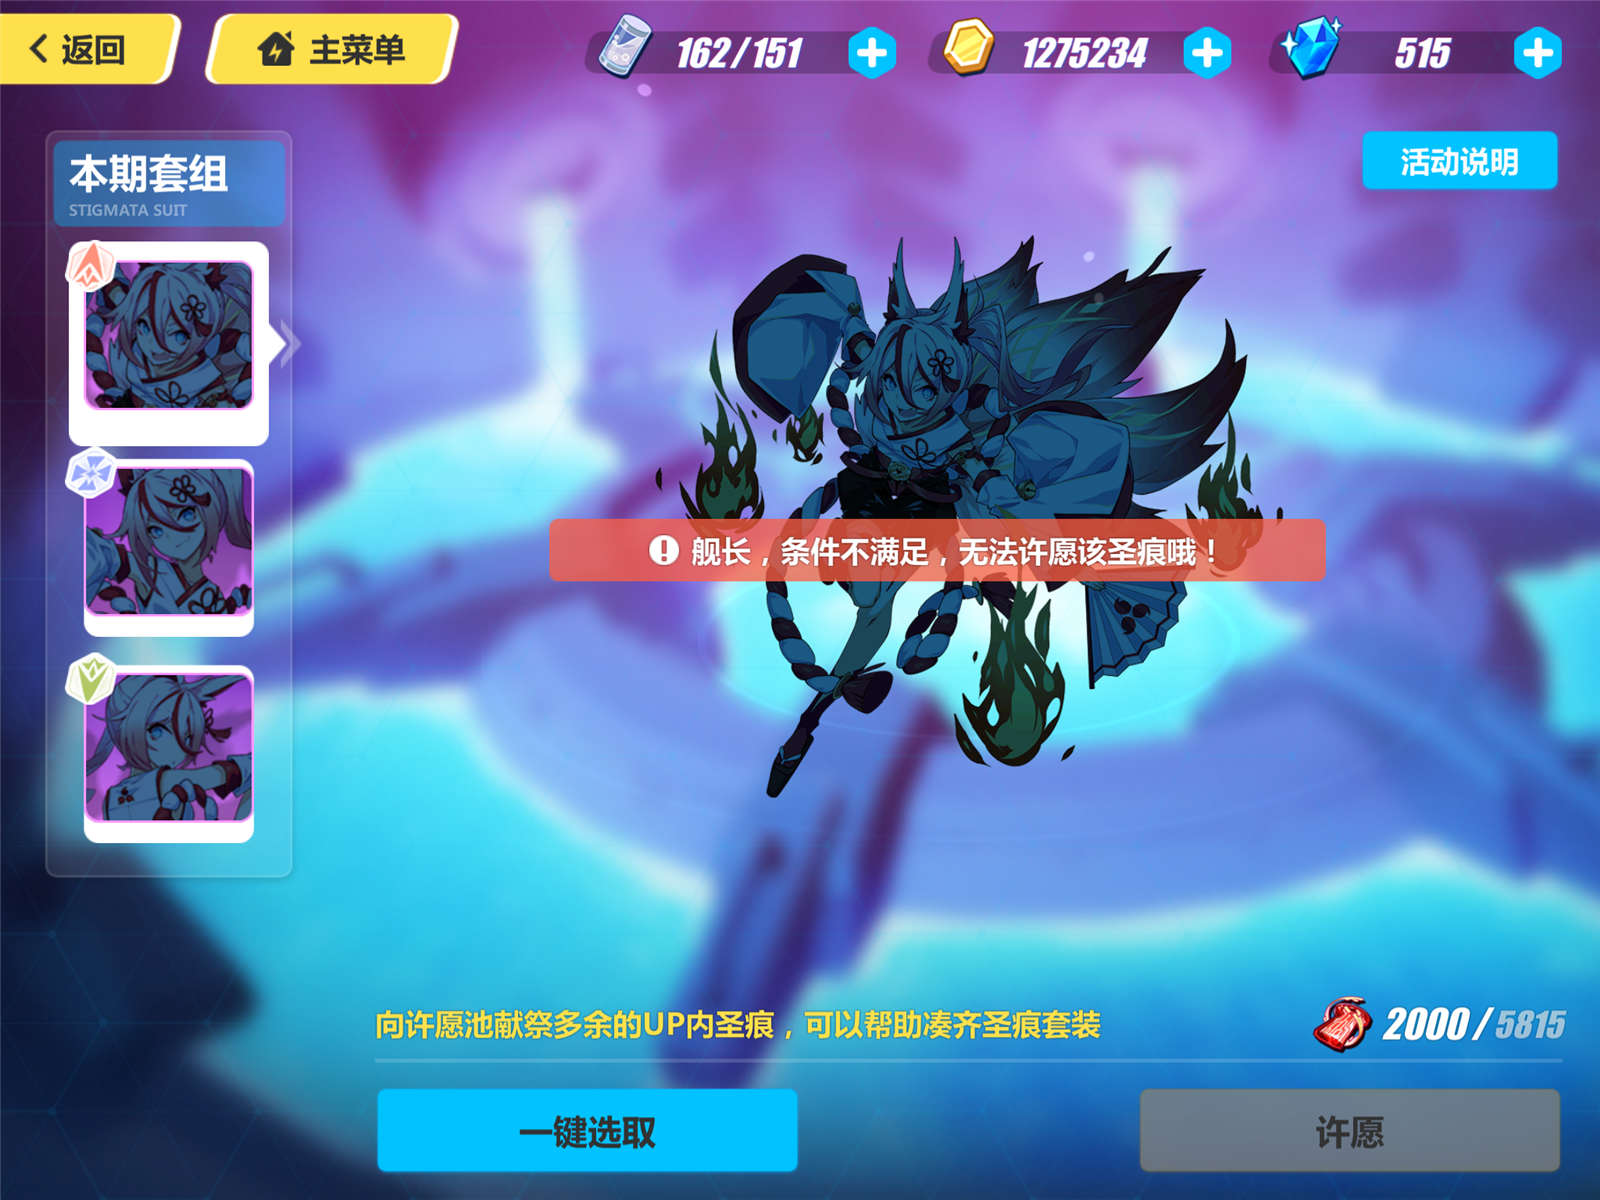 返回
主菜单
162/151
1275234
515
本期套组
STIGMATA SUIT
活动说明
舰长，条件不满足，无法许愿该圣痕哦！
向许愿池献祭多余的UP内圣痕，可以帮助凑齐圣痕套装
2000/5815
一键选取
许愿